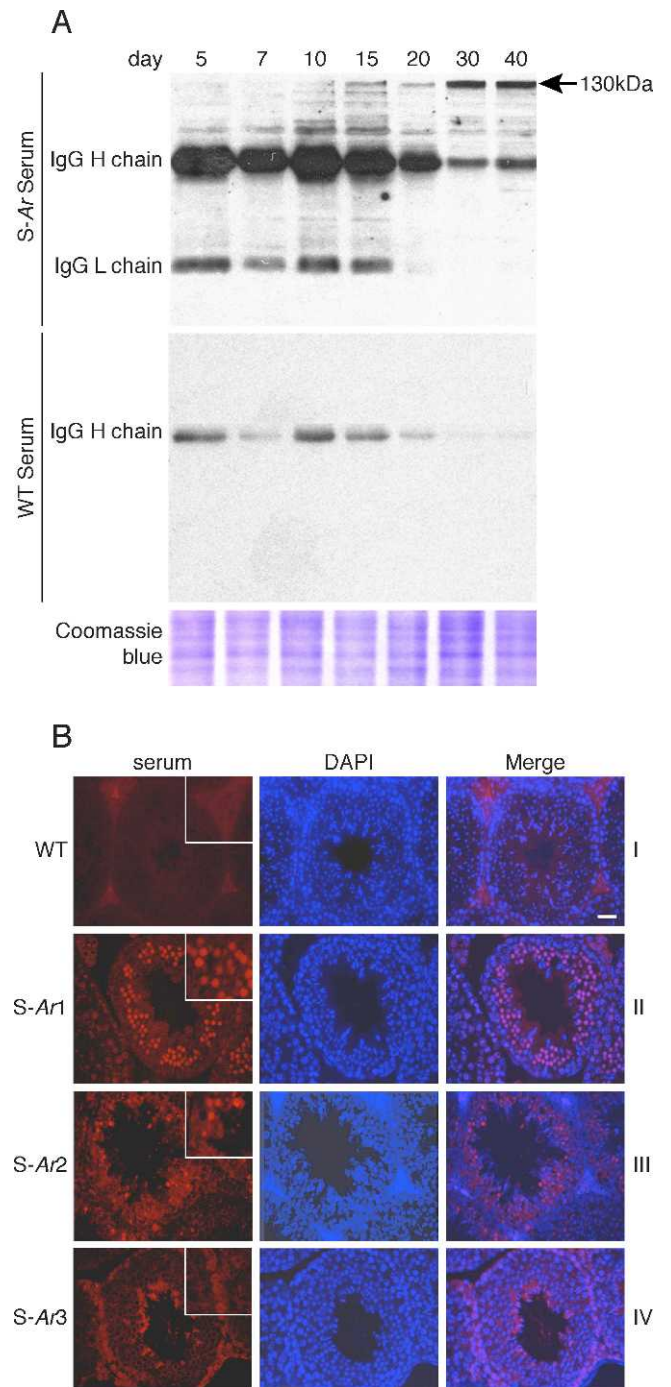 A
day 5 7 10 15 20 30 40
130kDa
S-Ar Serum
IgG H chain
IgG L chain
WT Serum
IgG H chain
Coomassie
blue
B
serum DAPI Merge
WT I
S-Ar1 II
S-Ar2 III
S-Ar3 IV